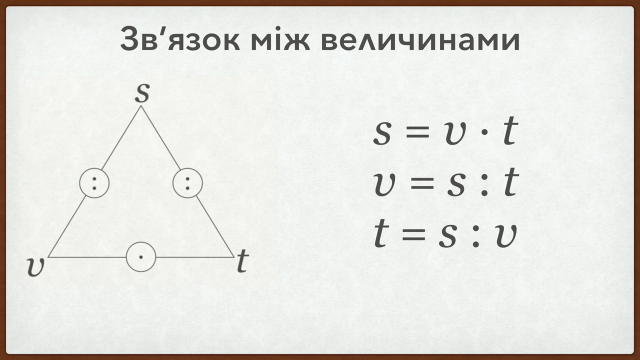 Зв’язок між величинами
s
:
:
v
·
t
s = v · t
v = s : t
t = s : v